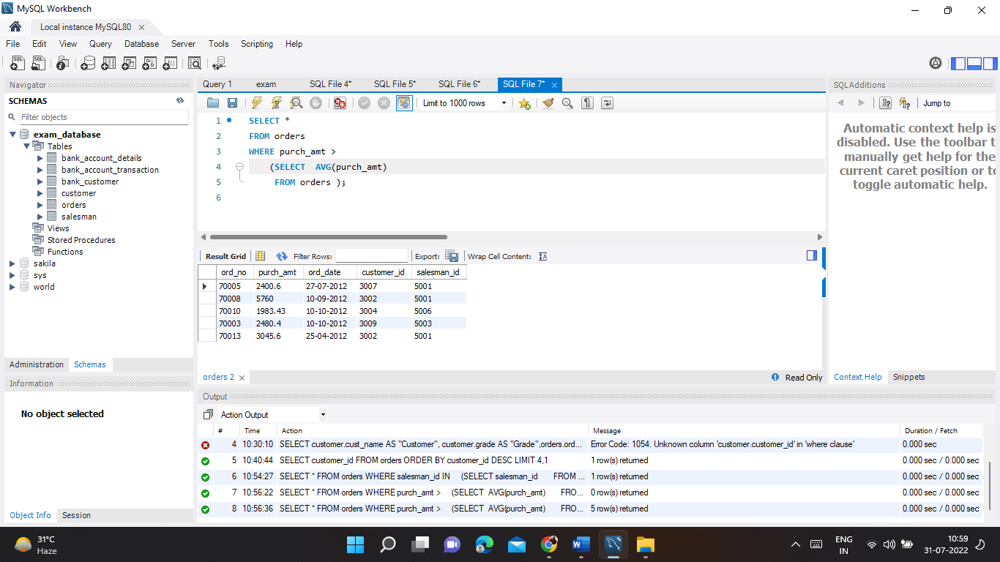 MySQL Workbench
Local instance MySQL80
File Edit View Query Database Server Tools Scripting Help
Navigator
SCHEMAS
Filter objects
exam_database
Tables
bank_account_details
bank_account_transaction
bank_customer
customer
orders
salesman
Views
Stored Procedures
Functions
sakila
sys
world
Administration Schemas
Information
No object selected
Object Info Session
Query 1 exam SQL File 4* SQL File 5* SQL File 6* SQL File 7*
Limit to 1000 rows
1 SELECT *
2 FROM orders
3 WHERE purch_amt >
4 (SELECT AVG(purch_amt)
5 FROM orders );
6
Result Grid Filter Rows: Export: Wrap Cell Content:
ord_no purch_amt ord_date customer_id salesman_id
70005 2400.6 27-07-2012 3007 5001
70008 5760 10-09-2012 3002 5001
70010 1983.43 10-10-2012 3004 5006
70003 2480.4 10-10-2012 3009 5003
70013 3045.6 25-04-2012 3002 5001
orders 2 Read Only
SQLAdditions
Jump to
Automatic context help is
disabled. Use the toolbar t
manually get help for the
current caret position or to
toggle automatic help.
Context Help Snippets
Output
Action Output
# Time Action Message Duration / Fetch
4 10:30:10 SELECT customer.cust_name AS "Customer", customer.grade AS "Grade",orders.ord... Error Code: 1054. Unknown column 'customer.customer_id' in 'where clause' 0.000 sec
5 10:40:44 SELECT customer_id FROM orders ORDER BY customer_id DESC LIMIT 4,1 1 row(s) returned 0.000 sec / 0.000 sec
6 10:54:27 SELECT * FROM orders WHERE salesman_id IN (SELECT salesman_id FROM ... 1 row(s) returned 0.000 sec / 0.000 sec
7 10:56:22 SELECT * FROM orders WHERE purch_amt > (SELECT AVG(purch_amt) FRO... 0 row(s) returned 0.000 sec / 0.000 sec
8 10:56:36 SELECT * FROM orders WHERE purch_amt > (SELECT AVG(purch_amt) FRO... 5 row(s) returned 0.000 sec / 0.000 sec
31°C
Haze
ENG
IN
10:59
31-07-2022